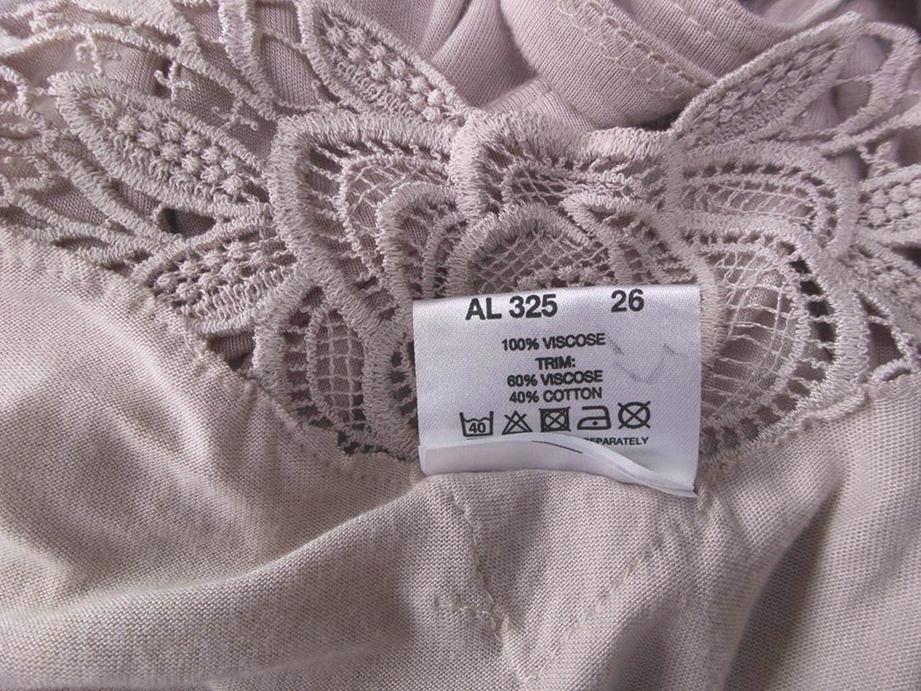 AL 325 26
100% VISCOSE
TRIM:
60% VISCOSE
40% COTTON
40